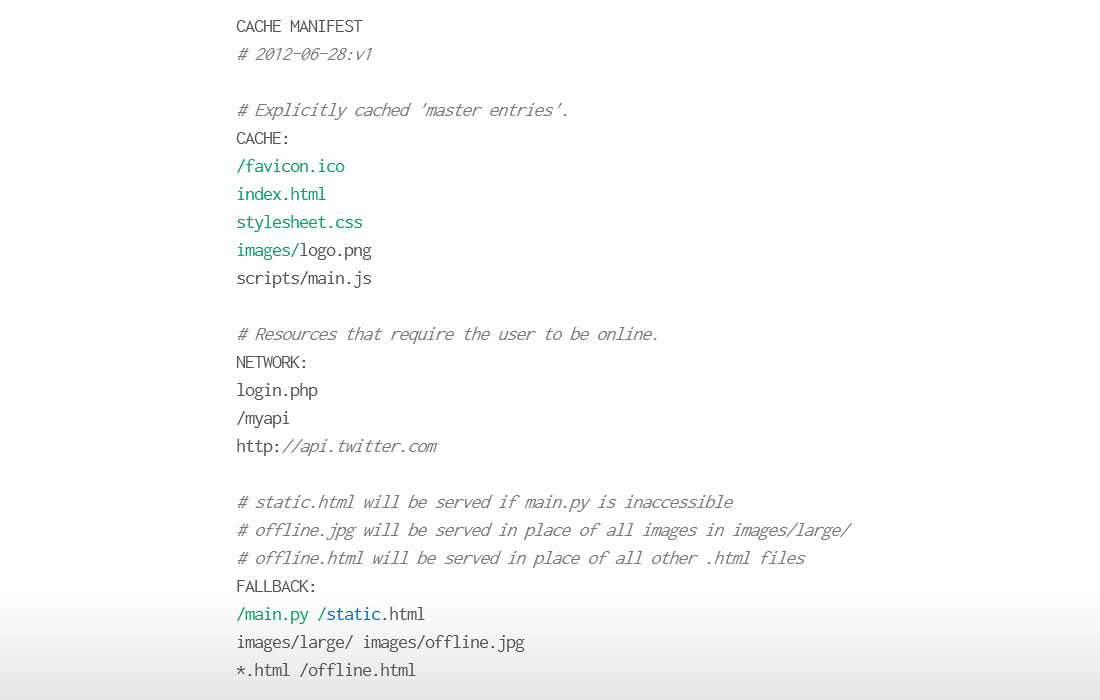 CACHE MANIFEST
# 2012-06-28:v1
# Explicitly cached 'master entries'.
CACHE:
/favicon.ico
index.html
stylesheet.css
images/logo.png
scripts/main.js
# Resources that require the user to be online.
NETWORK:
login.php
/myapi
http://api.twitter.com
# static.html will be served if main.py is inaccessible
# offline.jpg will be served in place of all images in images/large/
# offline.html will be served in place of all other .html files
FALLBACK:
/main.py /static.html
images/large/ images/offline.jpg
*.html /offline.html